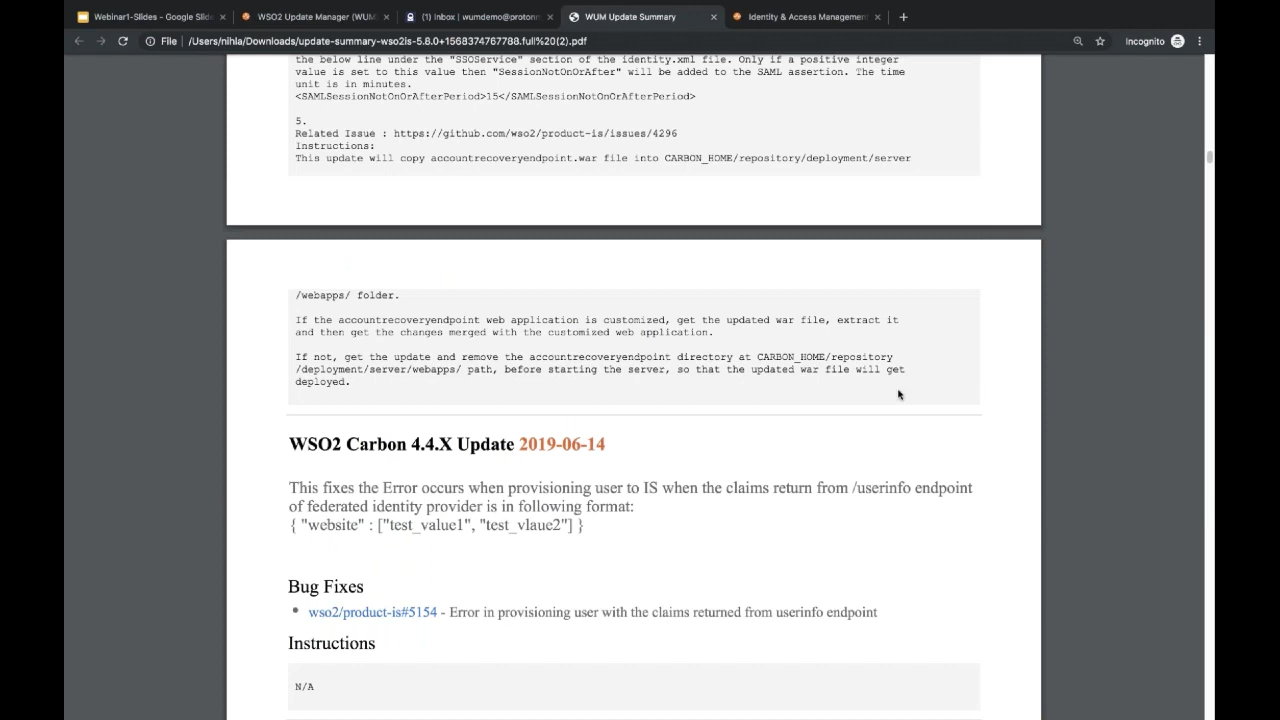 Webinar1-Slides - Google Slid
WSO2 Update Manager (WUM
(1) Inbox | wumdemo@protonm
WUM Update Summary
Identity & Access Management
File
/Users/nihla/Downloads/update-summary-wso2is-5.8.0+1568374767788.full%20(2).pdf
Incognito
the below line under the "SSOService" section of the identity.xml file. Only if a positive integer
value is set to this value then "SessionNotOnOrAfter" will be added to the SAML assertion. The time
unit is in minutes.
<SAMLSessionNotOnOrAfterPeriod>15</SAMLSessionNotOnOrAfterPeriod>
5.
Related Issue : https://github.com/wso2/product-is/issues/4296
Instructions:
This update will copy accountrecoveryendpoint.war file into CARBON_HOME/repository/deployment/server
/webapps/ folder.
If the accountrecoveryendpoint web application is customized, get the updated war file, extract it
and then get the changes merged with the customized web application.
If not, get the update and remove the accountrecoveryendpoint directory at CARBON_HOME/repository
/deployment/server/webapps/ path, before starting the server, so that the updated war file will get
deployed.
WSO2 Carbon 4.4.X Update 2019-06-14
This fixes the Error occurs when provisioning user to IS when the claims return from /userinfo endpoint
of federated identity provider is in following format:
{ "website" : ["test_value1", "test_vlaue2"] }
Bug Fixes
• wso2/product-is#5154 - Error in provisioning user with the claims returned from userinfo endpoint
Instructions
N/A